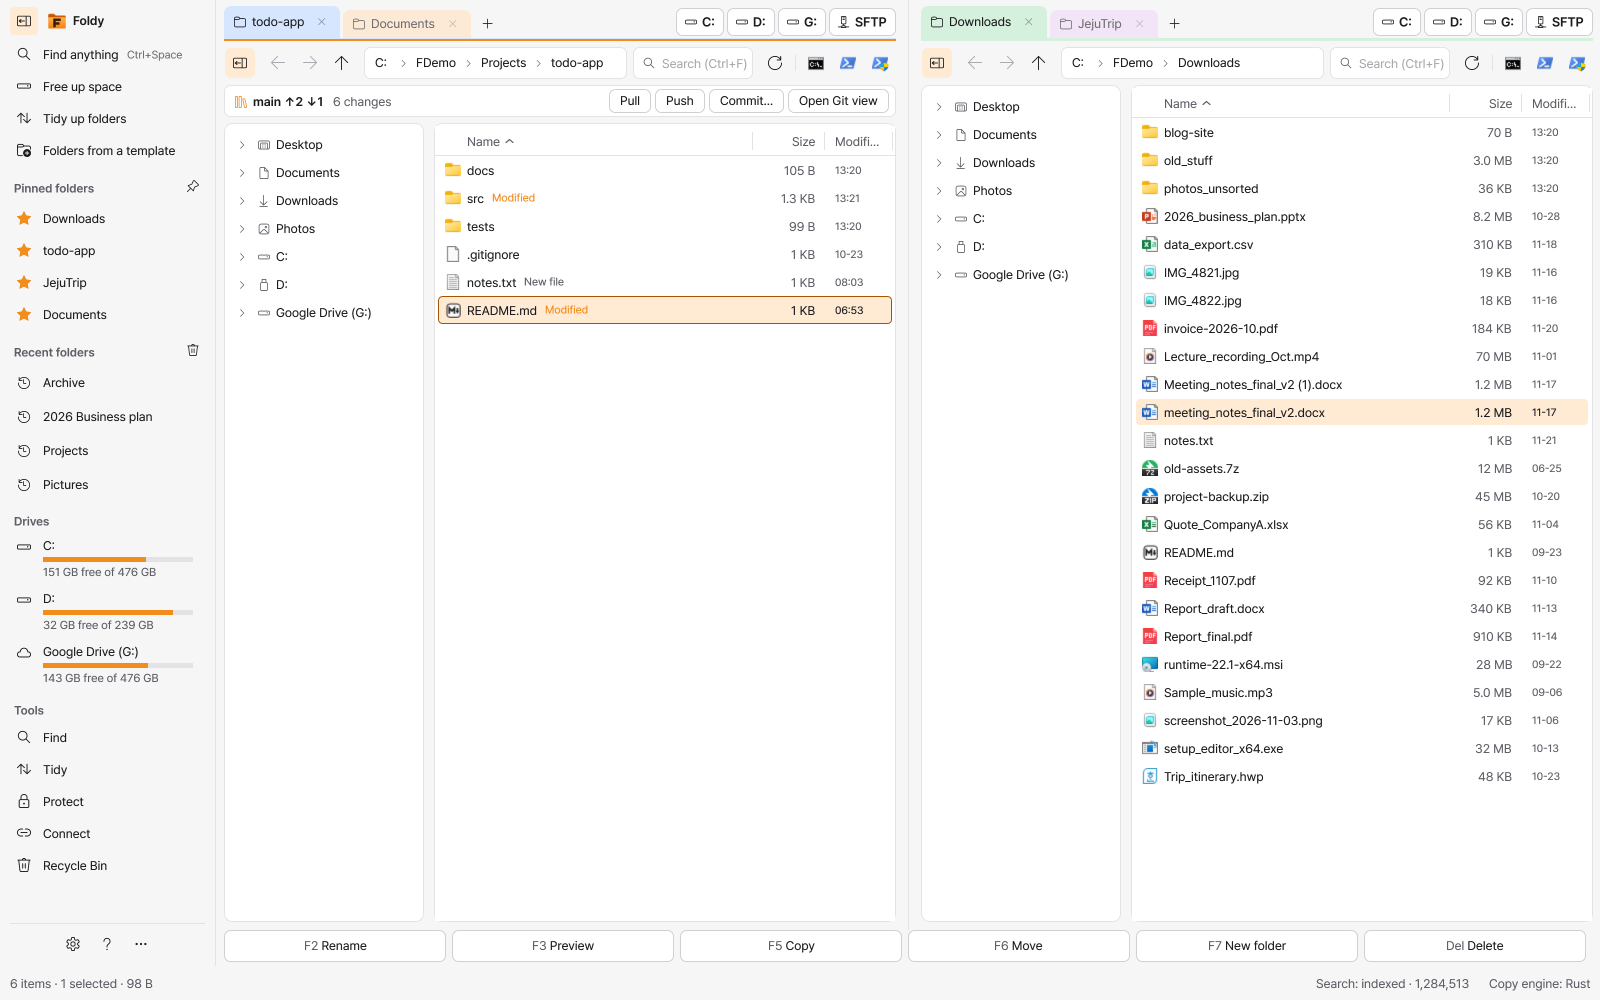 Foldy
Find anything Ctrl+Space
Free up space
Tidy up folders
Folders from a template
Pinned folders
Downloads
todo-app
JejuTrip
Documents
Recent folders
Archive
2026 Business plan
Projects
Pictures
Drives
C:
151 GB free of 476 GB
D:
32 GB free of 239 GB
Google Drive (G:)
143 GB free of 476 GB
Tools
Find
Tidy
Protect
Connect
Recycle Bin
todo-app Documents C: D: G: SFTP
C: FDemo Projects todo-app Search (Ctrl+F)
main ↑2 ↓1 6 changes Pull Push Commit... Open Git view
Desktop
Documents
Downloads
Photos
C:
D:
Google Drive (G:)
Name Size Modifi...
docs 105 B 13:20
src Modified 1.3 KB 13:21
tests 99 B 13:20
.gitignore 1 KB 10-23
notes.txt New file 1 KB 08:03
README.md Modified 1 KB 06:53
Downloads JejuTrip C: D: G: SFTP
C: FDemo Downloads Search (Ctrl+F)
Desktop
Documents
Downloads
Photos
C:
D:
Google Drive (G:)
Name Size Modifi...
blog-site 70 B 13:20
old_stuff 3.0 MB 13:20
photos_unsorted 36 KB 13:20
2026_business_plan.pptx 8.2 MB 10-28
data_export.csv 310 KB 11-18
IMG_4821.jpg 19 KB 11-16
IMG_4822.jpg 18 KB 11-16
invoice-2026-10.pdf 184 KB 11-20
Lecture_recording_Oct.mp4 70 MB 11-01
Meeting_notes_final_v2 (1).docx 1.2 MB 11-17
meeting_notes_final_v2.docx 1.2 MB 11-17
notes.txt 1 KB 11-21
old-assets.7z 12 MB 06-25
project-backup.zip 45 MB 10-20
Quote_CompanyA.xlsx 56 KB 11-04
README.md 1 KB 09-23
Receipt_1107.pdf 92 KB 11-10
Report_draft.docx 340 KB 11-13
Report_final.pdf 910 KB 11-14
runtime-22.1-x64.msi 28 MB 09-22
Sample_music.mp3 5.0 MB 09-06
screenshot_2026-11-03.png 17 KB 11-06
setup_editor_x64.exe 32 MB 10-13
Trip_itinerary.hwp 48 KB 10-23
F2 Rename F3 Preview F5 Copy F6 Move F7 New folder Del Delete
6 items · 1 selected · 98 B Search: indexed · 1,284,513 Copy engine: Rust